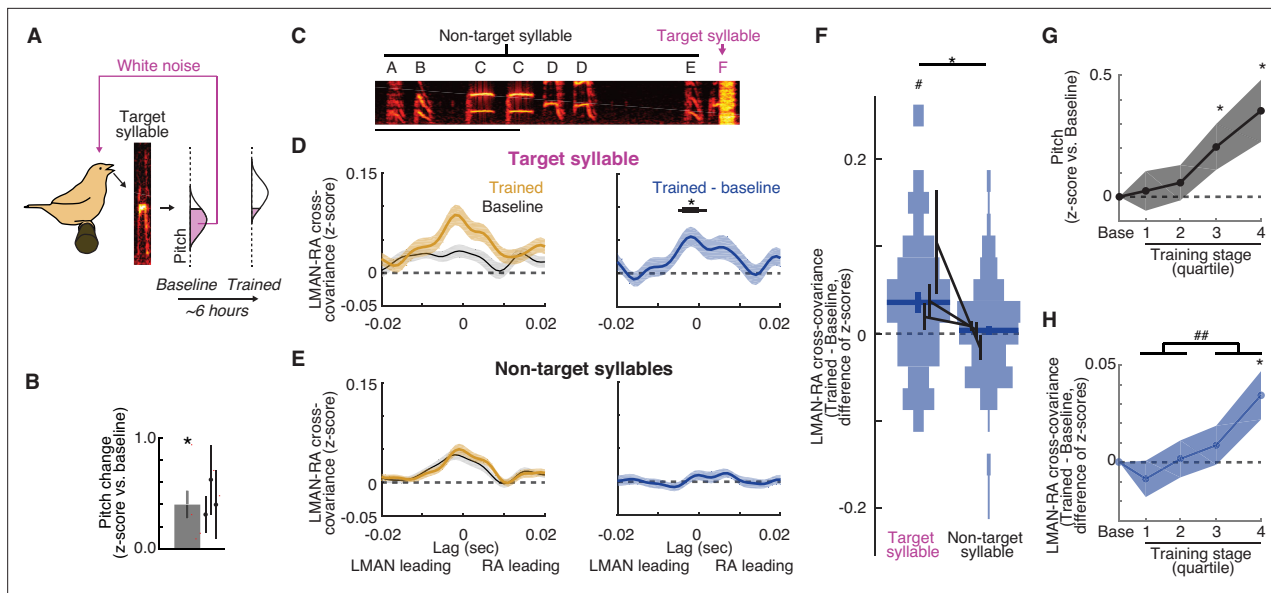 A
White noise
Target
syllable
Pitch
Baseline Trained
~6 hours
B
Pitch change
(z-score vs. baseline)
1.0
0.0
*
C
Non-target syllable
Target syllable
A B C C D D E F
D
Target syllable
LMAN-RA cross-
covariance (z-score)
0.15
0
-0.05
Trained
Baseline
-0.02 0 0.02
Trained - baseline
*
-0.02 0 0.02
E
Non-target syllables
LMAN-RA cross-
covariance (z-score)
0.15
0
-0.05
-0.02 0 0.02
-0.02 0 0.02
Lag (sec)
LMAN leading RA leading
Lag (sec)
LMAN leading RA leading
F
*
#
LMAN-RA cross-covariance
(Trained - Baseline,
difference of z-scores)
0.2
0
-0.2
Target
syllable
Non-target
syllable
G
Pitch
(z-score vs. Baseline)
0.5
0
*
*
Base 1 2 3 4
Training stage
(quartile)
H
LMAN-RA cross-covariance
(Trained - Baseline,
difference of z-scores)
0.05
0
##
*
Base 1 2 3 4
Training stage
(quartile)